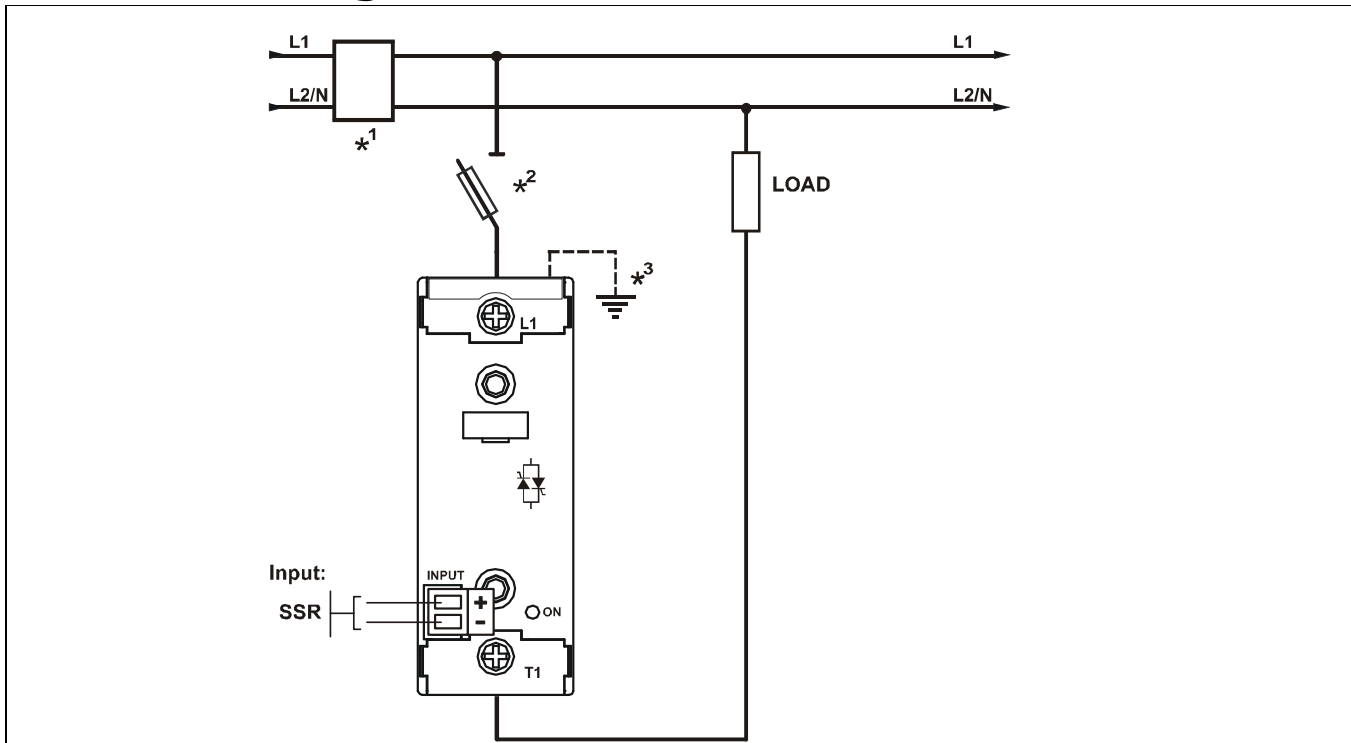 L1
L1
L2/N
L2/N
*1
*2
LOAD
*3
L1
Input:
INPUT
SSR
+
ON
-
T1